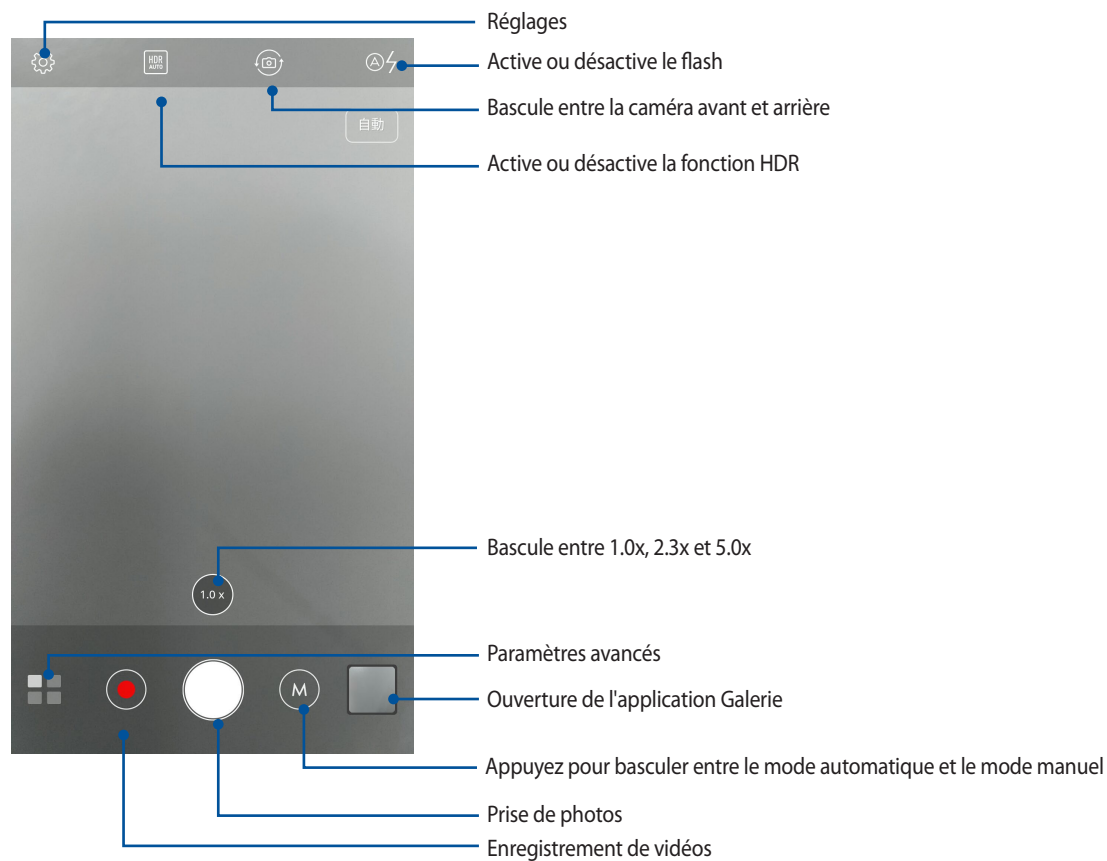 Réglages
Active ou désactive le flash
HDR
AUTO
A
Bascule entre la caméra avant et arrière
自動
Active ou désactive la fonction HDR
Bascule entre 1.0x, 2.3x et 5.0x
1.0 x
Paramètres avancés
M
Ouverture de l'application Galerie
Appuyez pour basculer entre le mode automatique et le mode manuel
Prise de photos
Enregistrement de vidéos